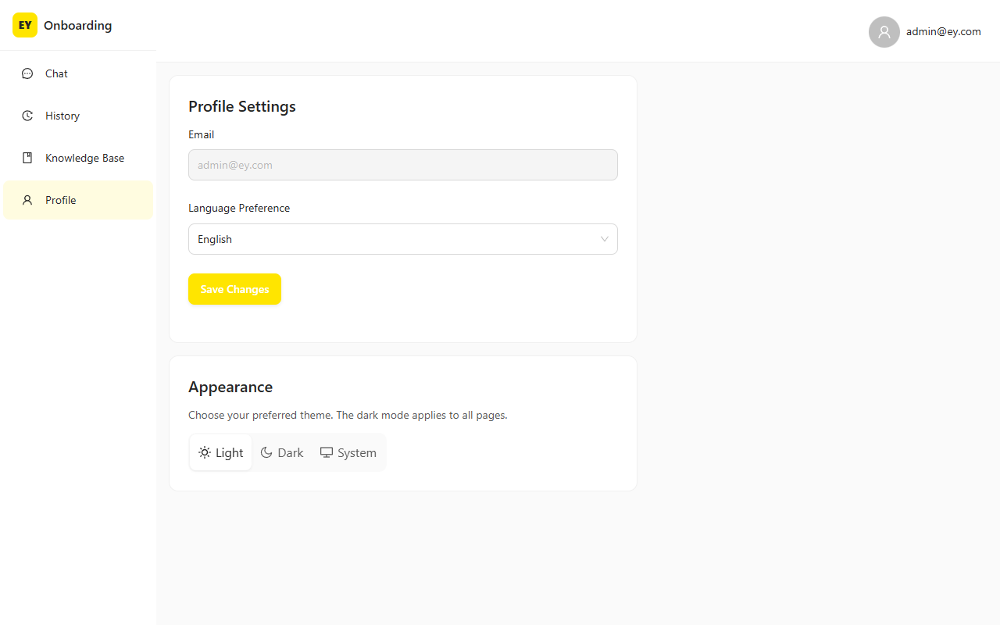 EY Onboarding
admin@ey.com
Chat
History
Knowledge Base
Profile
Profile Settings
Email
admin@ey.com
Language Preference
English
Save Changes
Appearance
Choose your preferred theme. The dark mode applies to all pages.
Light Dark System